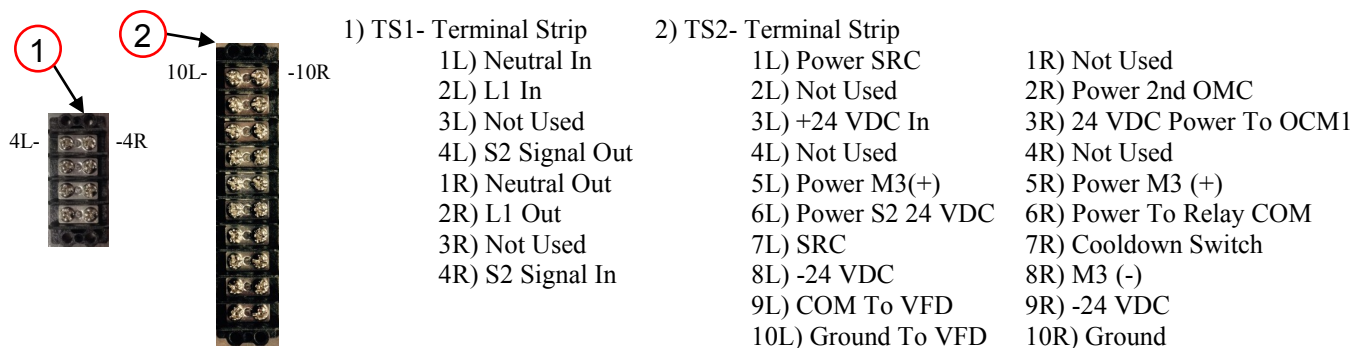 1) TS1- Terminal Strip
1L) Neutral In
2L) L1 In
3L) Not Used
4L) S2 Signal Out
1R) Neutral Out
2R) L1 Out
3R) Not Used
4R) S2 Signal In
2) TS2- Terminal Strip
1L) Power SRC
2L) Not Used
3L) +24 VDC In
4L) Not Used
5L) Power M3(+)
6L) Power S2 24 VDC
7L) SRC
8L) -24 VDC
9L) COM To VFD
10L) Ground To VFD
1R) Not Used
2R) Power 2nd OMC
3R) 24 VDC Power To OCM1
4R) Not Used
5R) Power M3 (+)
6R) Power To Relay COM
7R) Cooldown Switch
8R) M3 (-)
9R) -24 VDC
10R) Ground
1
4L-
-4R
2
10L-
-10R